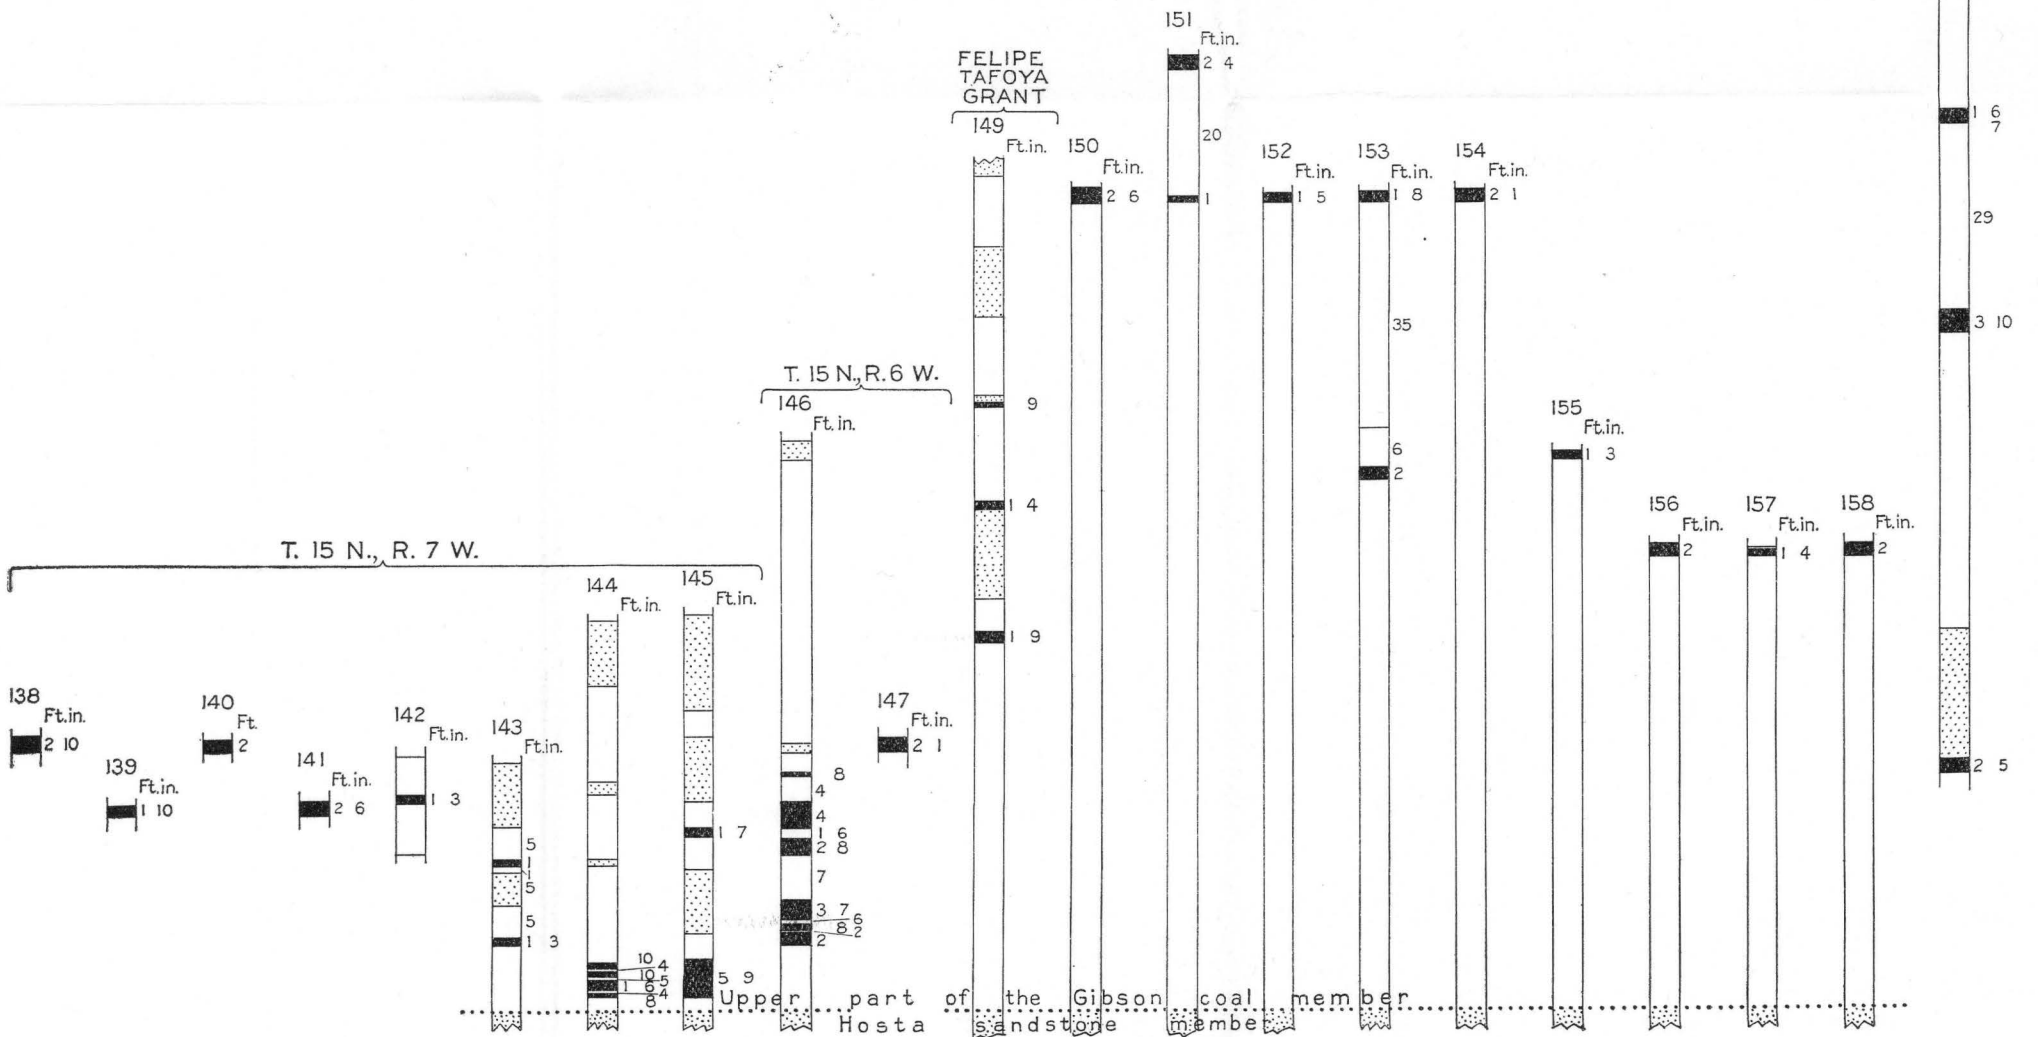 151
Ft.in.
2 4
20
1
FELIPE
TAFOYA
GRANT
149
Ft.in.
9
1 4
1 9
150
Ft.in.
2 6
152
Ft.in.
1 5
153
Ft.in.
1 8
35
6
2
154
Ft.in.
2 1
1 6
7
29
3 10
2 5
155
Ft.in.
1 3
156
Ft.in.
2
157
Ft.in.
1 4
158
Ft.in.
2
T. 15 N., R. 6 W.
146
Ft.in.
8
4
4
1 6
2 8
7
3 7
6
8
2
2
147
Ft.in.
2 1
T. 15 N., R. 7 W.
138
Ft.in.
2 10
139
Ft.in.
1 10
140
Ft.
2
141
Ft.in.
2 6
142
Ft.in.
1 3
143
Ft.in.
5
1
1
5
5
1 3
144
Ft.in.
10
4
10
5
1 6
4
8
145
Ft.in.
1 7
5 9
Upper part of the Gibson coal member
Hosta sandstone member